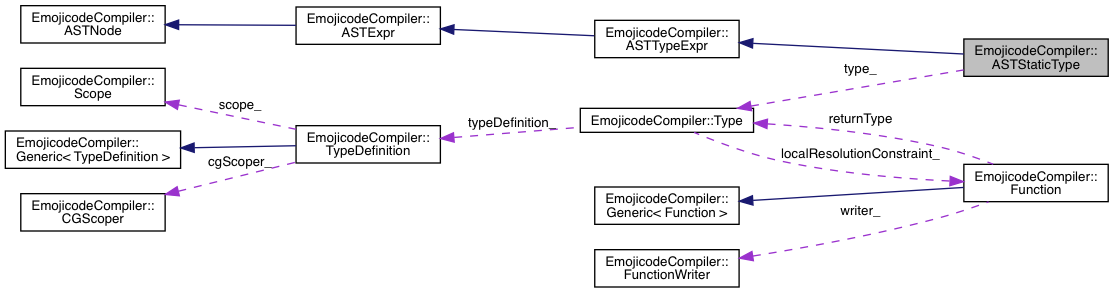 EmojicodeCompiler::
ASTNode
EmojicodeCompiler::
ASTExpr
EmojicodeCompiler::
ASTTypeExpr
EmojicodeCompiler::
ASTStaticType
type_
EmojicodeCompiler::
Scope
scope_
EmojicodeCompiler::
Generic< TypeDefinition >
cgScoper_
EmojicodeCompiler::
CGScoper
EmojicodeCompiler::
TypeDefinition
typeDefinition_
EmojicodeCompiler::Type
returnType
localResolutionConstraint_
EmojicodeCompiler::
Function
EmojicodeCompiler::
Generic< Function >
writer_
EmojicodeCompiler::
FunctionWriter